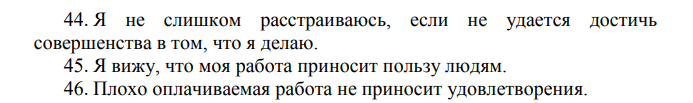 44. Я не слишком расстраиваюсь, если не удается достичь
совершенства в том, что я делаю.
45. Я вижу, что моя работа приносит пользу людям.
46. Плохо оплачиваемая работа не приносит удовлетворения.